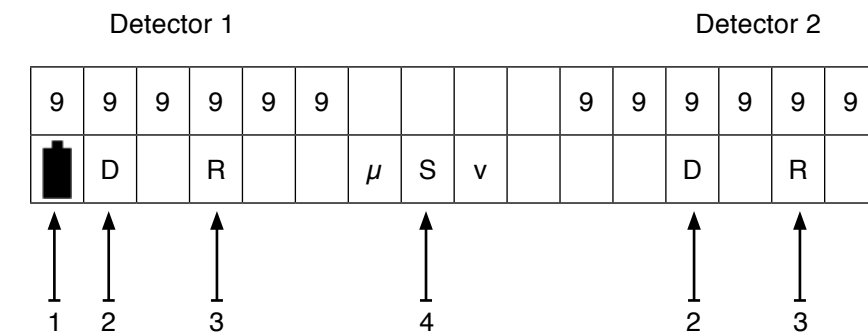 Detector 1 Detector 2
9 9 9 9 9 9 9 9 9 9 9 9
D R μ S v D R
1 2 3 4 2 3